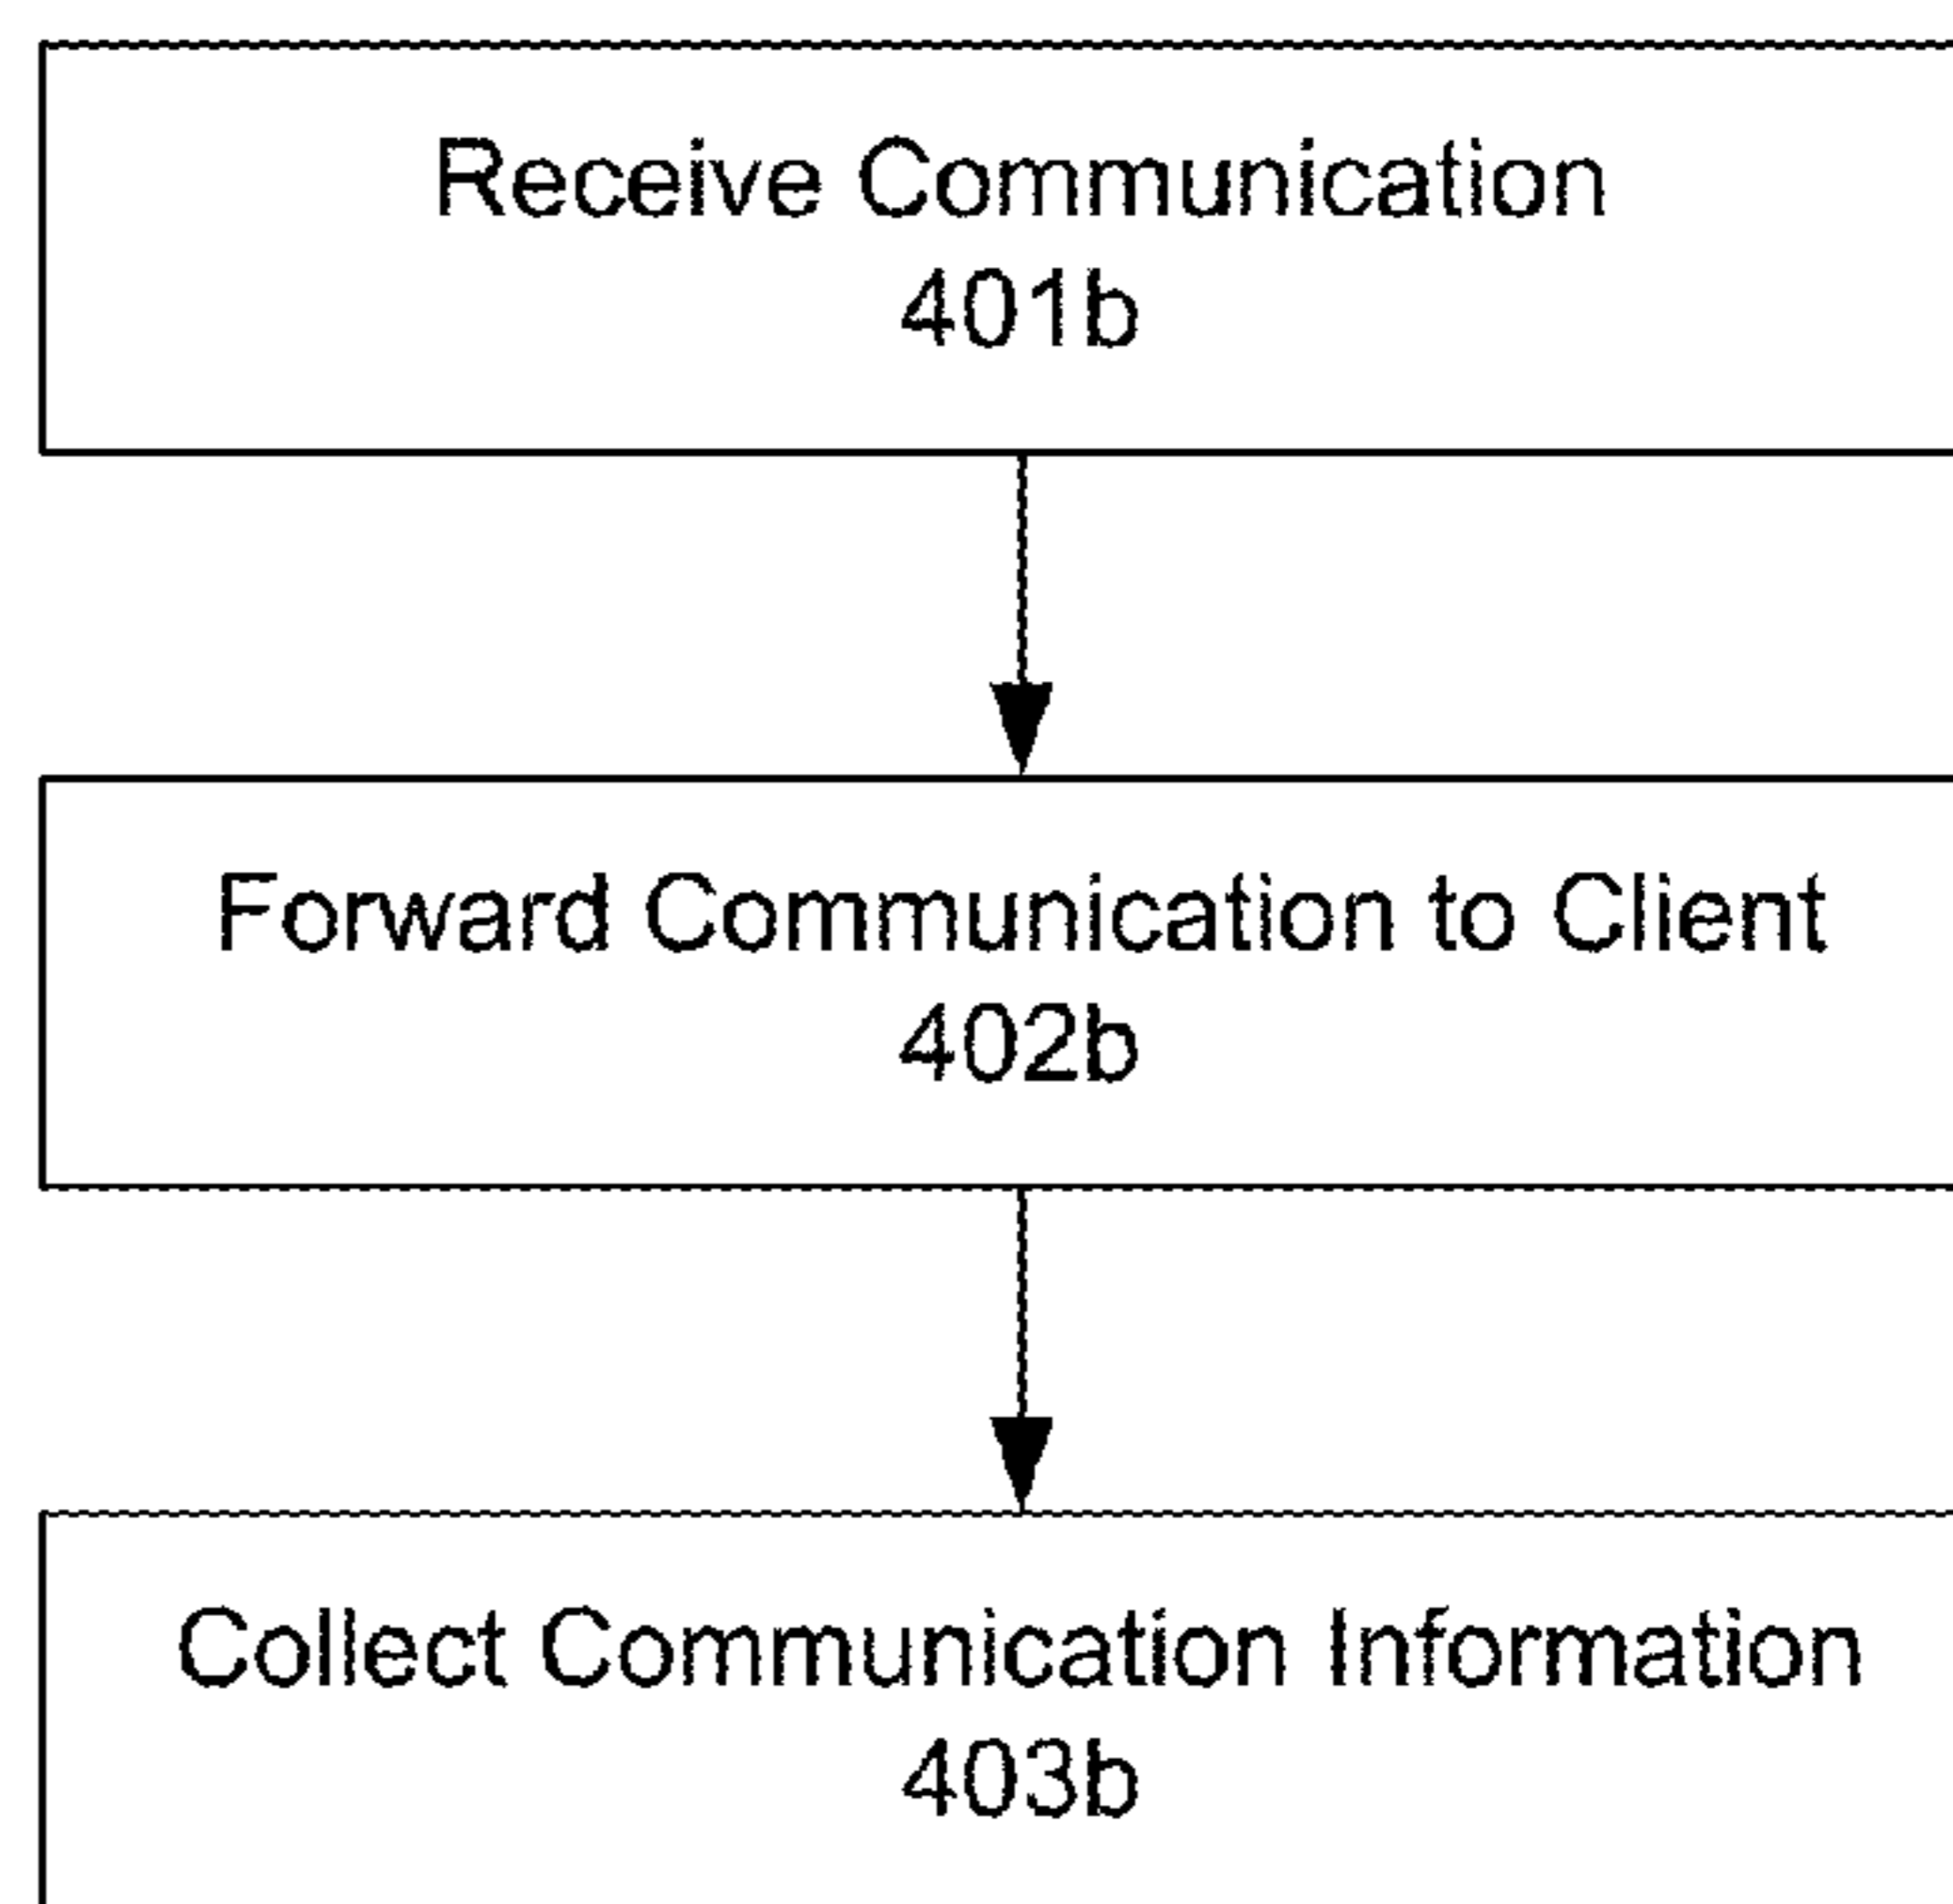 Receive Communication
401b
Forward Communication to Client
402b
Collect Communication Information
403b